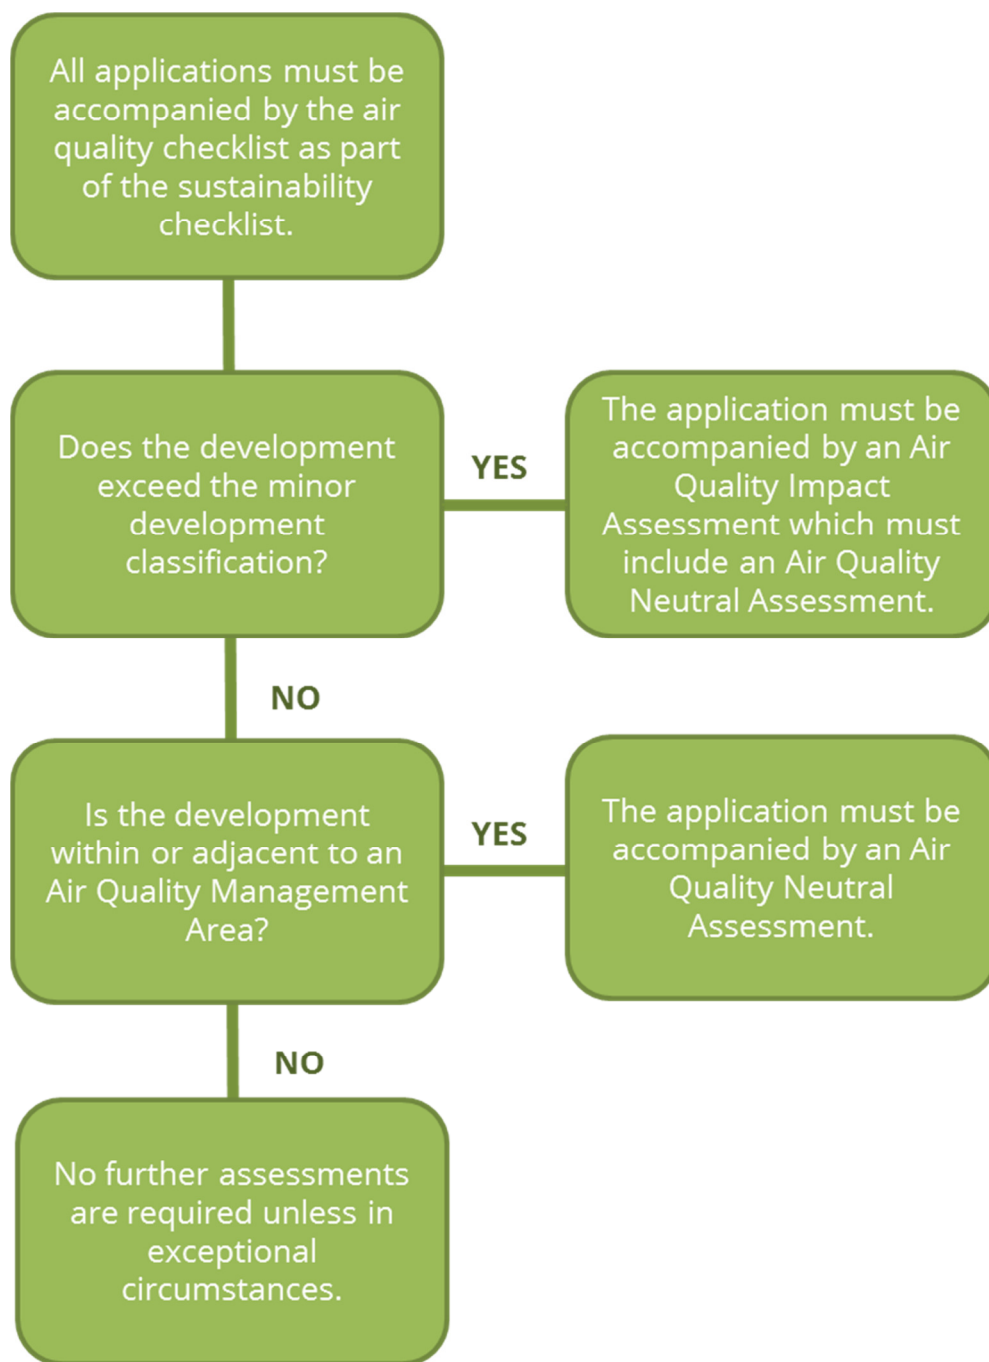 All applications must be
accompanied by the air
quality checklist as part
of the sustainability
checklist.
Does the development
exceed the minor
development
classification?
YES
The application must be
accompanied by an Air
Quality Impact
Assessment which must
include an Air Quality
Neutral Assessment.
NO
Is the development
within or adjacent to an
Air Quality Management
Area?
YES
The application must be
accompanied by an Air
Quality Neutral
Assessment.
NO
No further assessments
are required unless in
exceptional
circumstances.